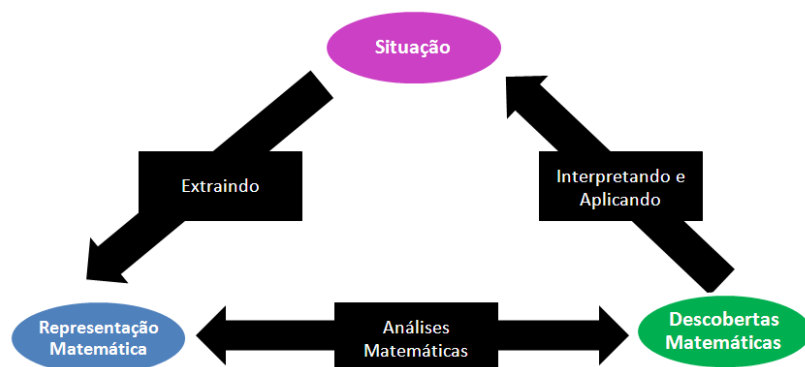 Situação
Extraindo
Interpretando e
Aplicando
Representação
Matemática
Análises
Matemáticas
Descobertas
Matemáticas